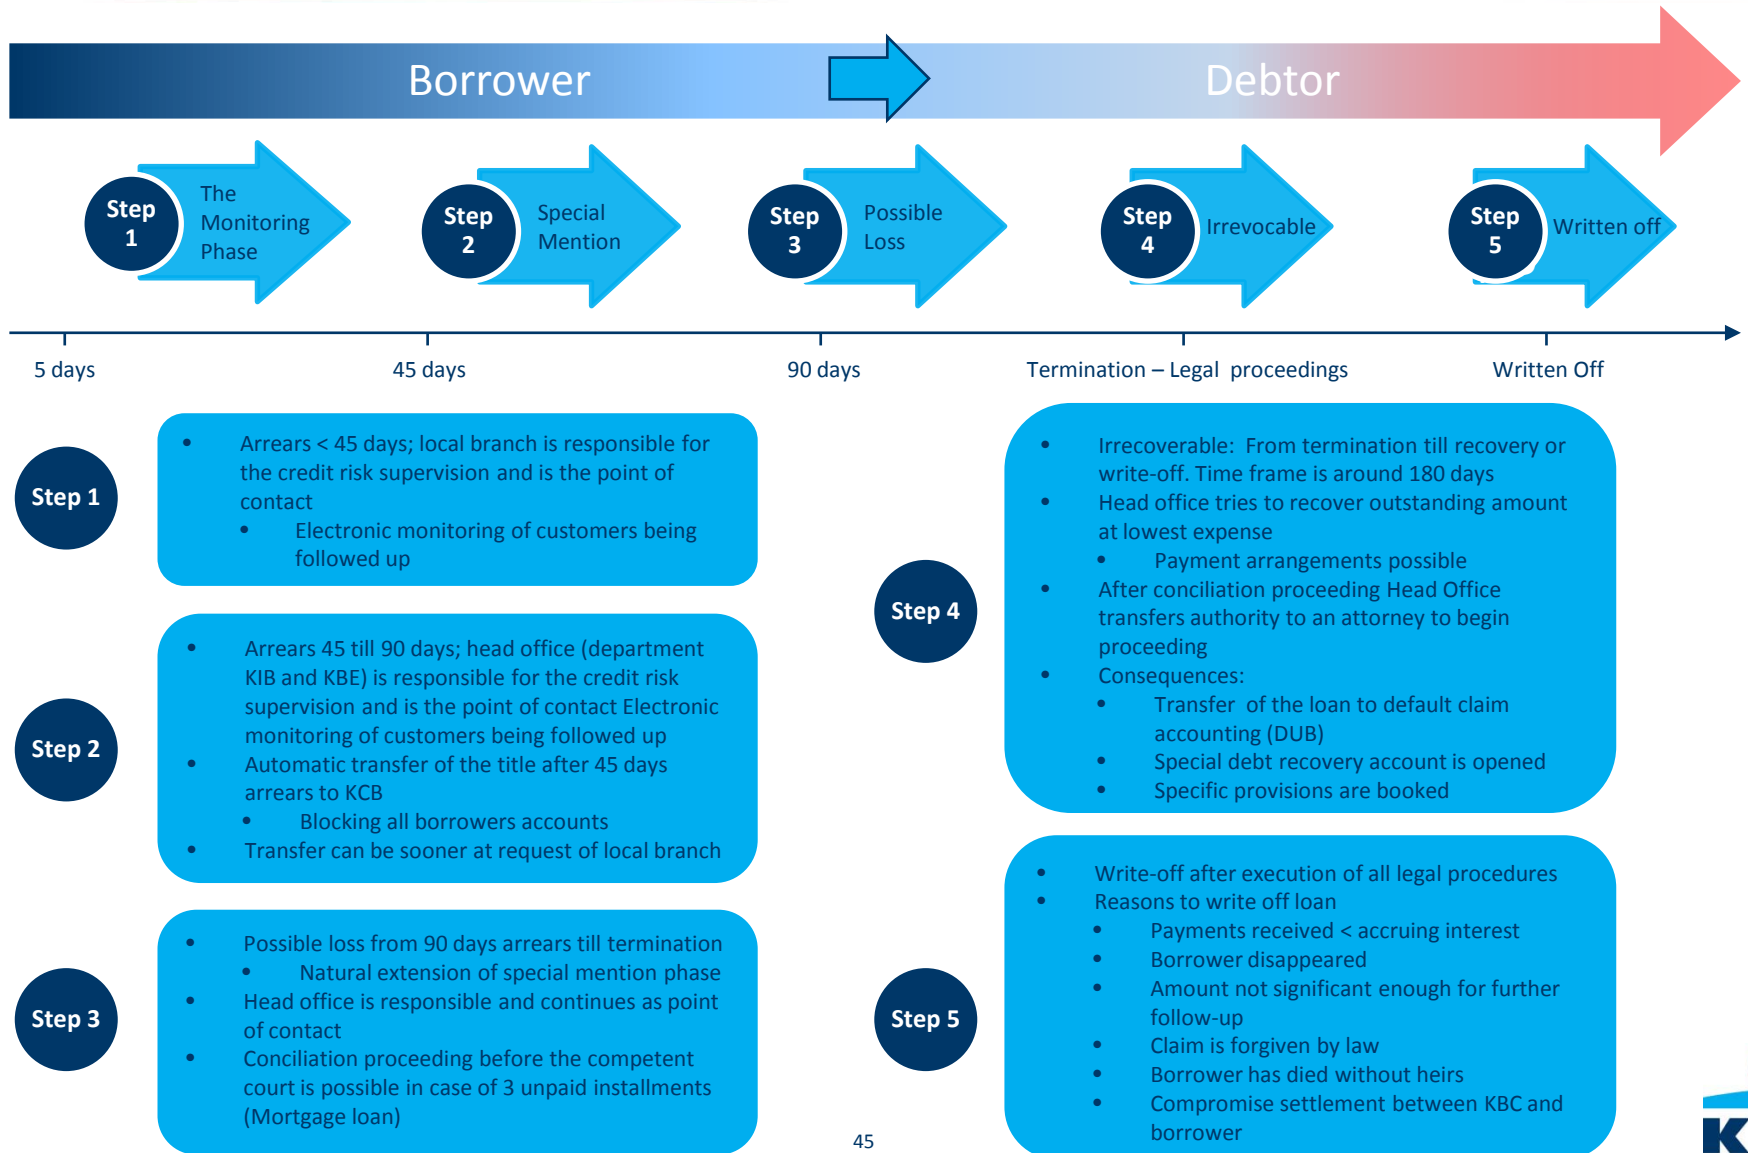 Borrower
Debtor
Step
1
The
Monitoring
Phase
Step
2
Special
Mention
Step
3
Possible
Loss
Step
4
Irrevocable
Step
5
Written off
5 days
45 days
90 days
Termination – Legal proceedings
Written Off
Step 1
• Arrears < 45 days; local branch is responsible for
the credit risk supervision and is the point of
contact
• Electronic monitoring of customers being
followed up
Step 2
• Arrears 45 till 90 days; head office (department
KIB and KBE) is responsible for the credit risk
supervision and is the point of contact Electronic
monitoring of customers being followed up
• Automatic transfer of the title after 45 days
arrears to KCB
• Blocking all borrowers accounts
• Transfer can be sooner at request of local branch
Step 3
• Possible loss from 90 days arrears till termination
• Natural extension of special mention phase
• Head office is responsible and continues as point
of contact
• Conciliation proceeding before the competent
court is possible in case of 3 unpaid installments
(Mortgage loan)
Step 4
• Irrecoverable: From termination till recovery or
write-off. Time frame is around 180 days
• Head office tries to recover outstanding amount
at lowest expense
• Payment arrangements possible
• After conciliation proceeding Head Office
transfers authority to an attorney to begin
proceeding
• Consequences:
• Transfer of the loan to default claim
accounting (DUB)
• Special debt recovery account is opened
• Specific provisions are booked
Step 5
• Write-off after execution of all legal procedures
• Reasons to write off loan
• Payments received < accruing interest
• Borrower disappeared
• Amount not significant enough for further
follow-up
• Claim is forgiven by law
• Borrower has died without heirs
• Compromise settlement between KBC and
borrower
45
K